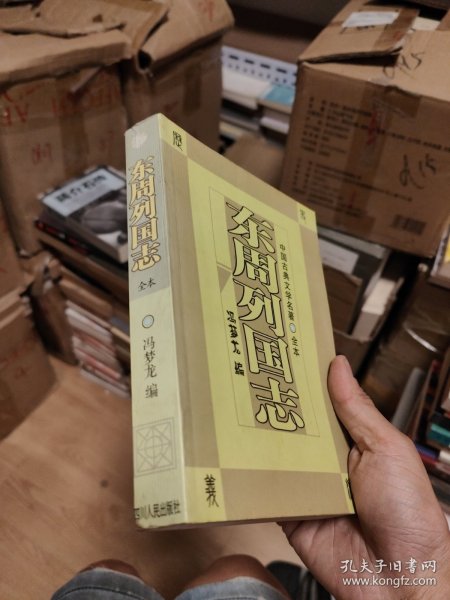 东周列国志
全本
冯梦龙 编
四川人民出版社
中国古典文学名著 全本
东周列国志
冯梦龙 编
義
孔夫子旧书网
www.kongfz.com